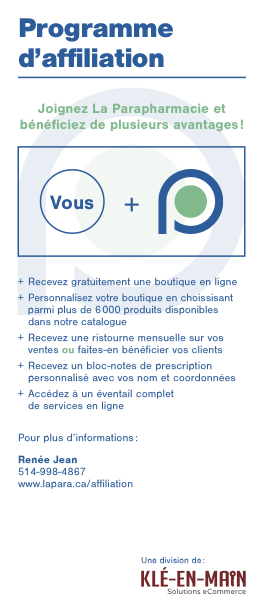 Programme
d'affiliation
Joignez La Parapharmacie et
bénéficiez de plusieurs avantages !
Vous +
+ Recevez gratuitement une boutique en ligne
+ Personnalisez votre boutique en choisissant
parmi plus de 6 000 produits disponibles
dans notre catalogue
+ Recevez une ristourne mensuelle sur vos
ventes ou faites-en bénéficier vos clients
+ Recevez un bloc-notes de prescription
personnalisé avec vos nom et coordonnées
+ Accédez à un éventail complet
de services en ligne
Pour plus d'informations :
Renée Jean
514-998-4867
www.lapara.ca/affiliation
Une division de :
KLÉ-EN-MAIN
Solutions eCommerce